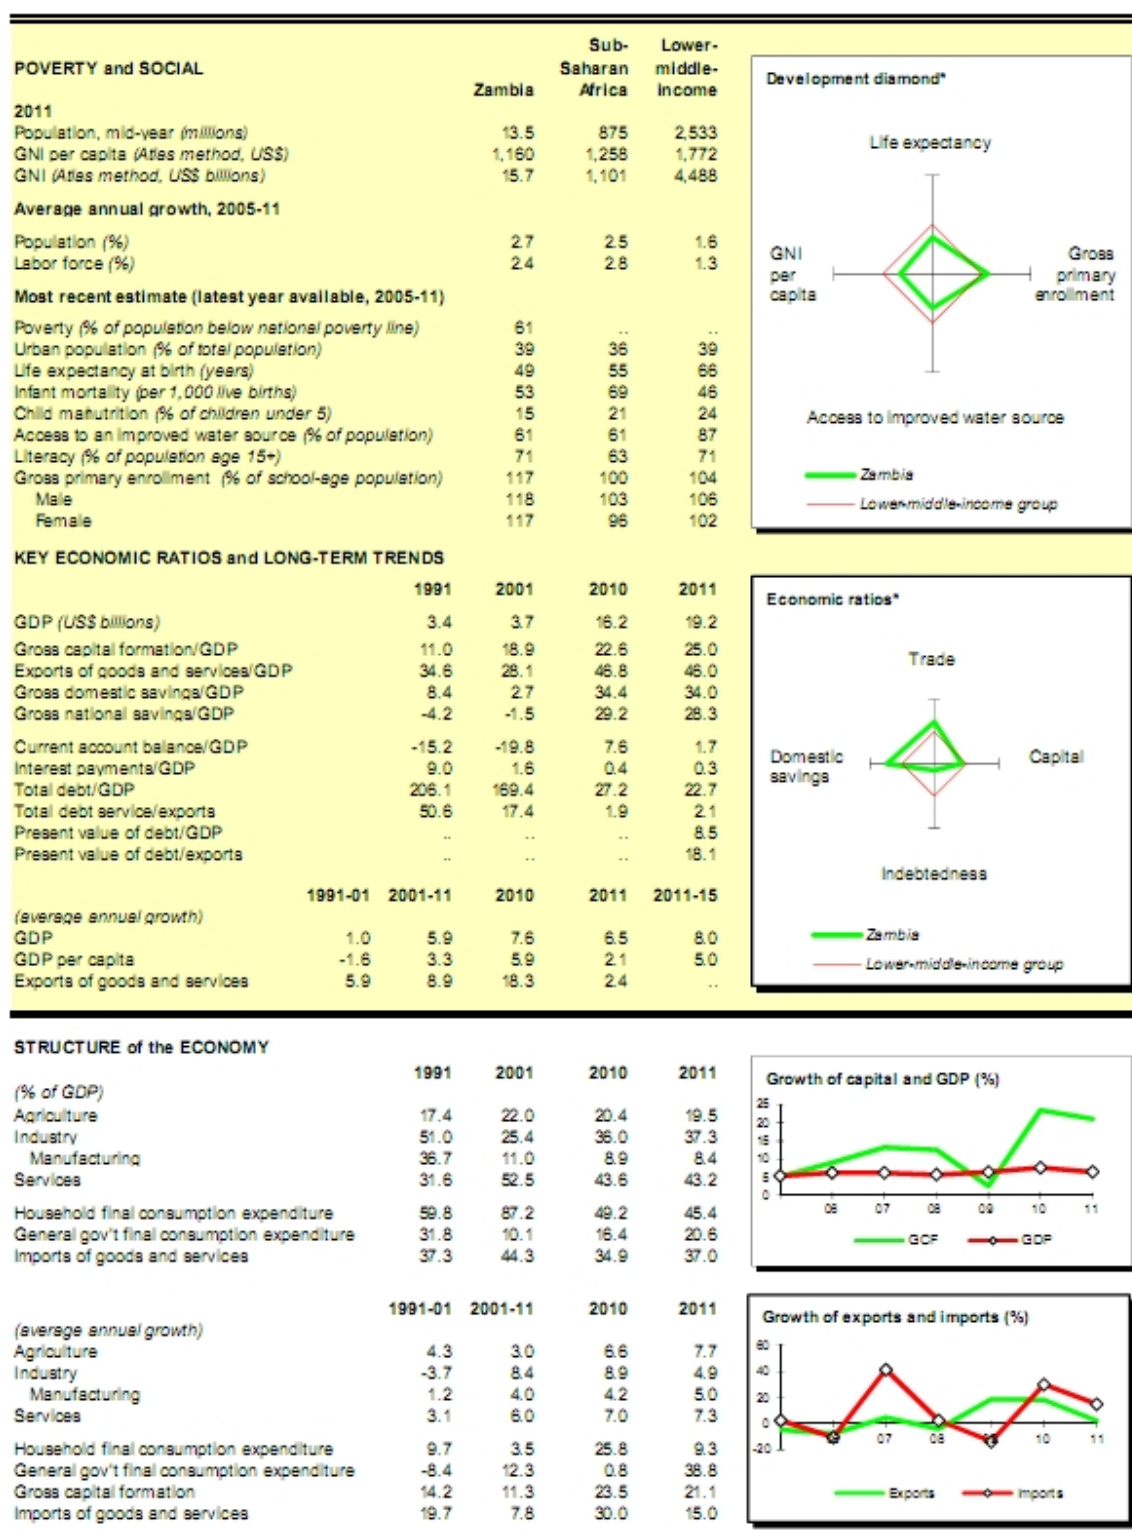 POVERTY and SOCIAL Zambia Sub-Saharan Africa Lower-middle-income
2011
Population, mid-year (millions) 13.5 875 2,533
GNI per capita (Atlas method, US$) 1,160 1,258 1,772
GNI (Atlas method, US$ billions) 15.7 1,101 4,488
Average annual growth, 2005-11
Population (%) 2.7 2.5 1.6
Labor force (%) 2.4 2.8 1.3
Most recent estimate (latest year available, 2005-11)
Poverty (% of population below national poverty line) 61 .. ..
Urban population (% of total population) 39 36 39
Life expectancy at birth (years) 49 55 66
Infant mortality (per 1,000 live births) 53 69 46
Child malnutrition (% of children under 5) 15 21 24
Access to an improved water source (% of population) 61 61 87
Literacy (% of population age 15+) 71 63 71
Gross primary enrollment (% of school-age population) 117 100 104
Male 118 103 106
Female 117 96 102
Development diamond*
Life expectancy
GNI per capita
Gross primary enrollment
Access to improved water source
Zambia
Lower-middle-income group
KEY ECONOMIC RATIOS and LONG-TERM TRENDS
1991 2001 2010 2011
GDP (US$ billions) 3.4 3.7 16.2 19.2
Gross capital formation/GDP 11.0 18.9 22.6 25.0
Exports of goods and services/GDP 34.6 28.1 46.8 46.0
Gross domestic savings/GDP 8.4 2.7 34.4 34.0
Gross national savings/GDP -4.2 -1.5 29.2 28.3
Current account balance/GDP -15.2 -19.8 7.6 1.7
Interest payments/GDP 9.0 1.6 0.4 0.3
Total debt/GDP 206.1 169.4 27.2 22.7
Total debt service/exports 50.6 17.4 1.9 2.1
Present value of debt/GDP .. .. .. 8.5
Present value of debt/exports .. .. .. 18.1
1991-01 2001-11 2010 2011 2011-15
(average annual growth)
GDP 1.0 5.9 7.6 6.5 8.0
GDP per capita -1.6 3.3 5.9 2.1 5.0
Exports of goods and services 5.9 8.9 18.3 2.4 ..
Economic ratios*
Trade
Domestic savings
Capital
Indebtedness
Zambia
Lower-middle-income group
STRUCTURE of the ECONOMY
1991 2001 2010 2011
(% of GDP)
Agriculture 17.4 22.0 20.4 19.5
Industry 51.0 25.4 36.0 37.3
Manufacturing 36.7 11.0 8.9 8.4
Services 31.6 52.5 43.6 43.2
Household final consumption expenditure 59.8 87.2 49.2 45.4
General gov't final consumption expenditure 31.8 10.1 16.4 20.6
Imports of goods and services 37.3 44.3 34.9 37.0
Growth of capital and GDP (%)
25
20
15
10
5
0
06 07 08 09 10 11
GCF GDP
1991-01 2001-11 2010 2011
(average annual growth)
Agriculture 4.3 3.0 6.6 7.7
Industry -3.7 8.4 8.9 4.9
Manufacturing 1.2 4.0 4.2 5.0
Services 3.1 6.0 7.0 7.3
Household final consumption expenditure 9.7 3.5 25.8 9.3
General gov't final consumption expenditure -8.4 12.3 0.8 38.8
Gross capital formation 14.2 11.3 23.5 21.1
Imports of goods and services 19.7 7.8 30.0 15.0
Growth of exports and imports (%)
60
40
20
0
-20
07 08 10 11
Exports Imports